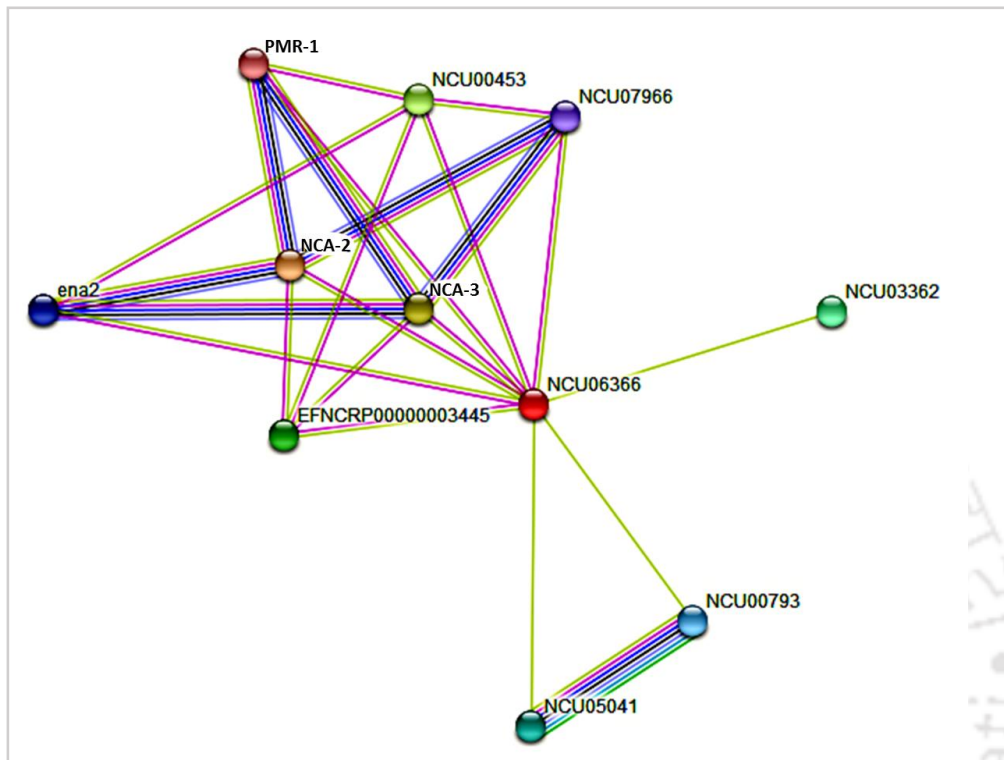 PMR-1
NCU00453
NCU07966
NCA-2
ena2
NCA-3
NCU03362
NCU06366
EFNCRP00000003445
NCU00793
NCU05041